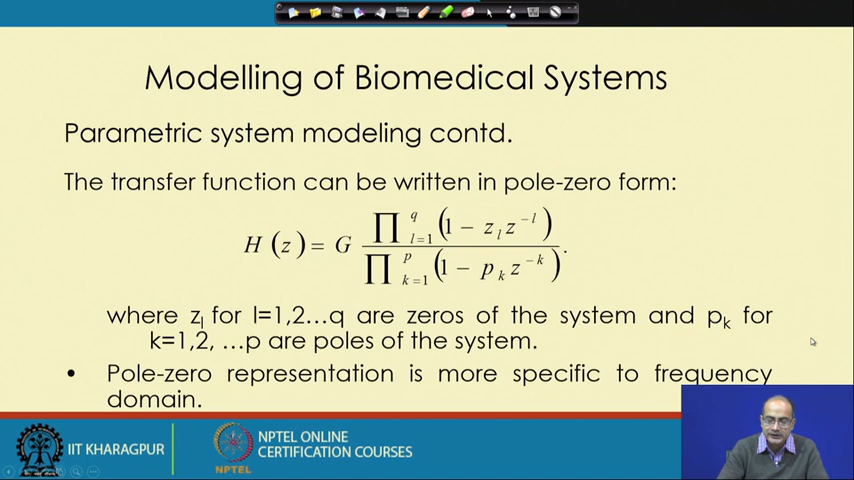 Modelling of Biomedical Systems
Parametric system modeling contd.
The transfer function can be written in pole-zero form:
H(z) = G \frac{\prod_{l=1}^{q} (1 - z_l z^{-l})}{\prod_{k=1}^{p} (1 - p_k z^{-k})}.
where z_l for l=1,2…q are zeros of the system and p_k for
k=1,2, …p are poles of the system.
• Pole-zero representation is more specific to frequency
domain.
IIT KHARAGPUR
NPTEL
NPTEL ONLINE
CERTIFICATION COURSES